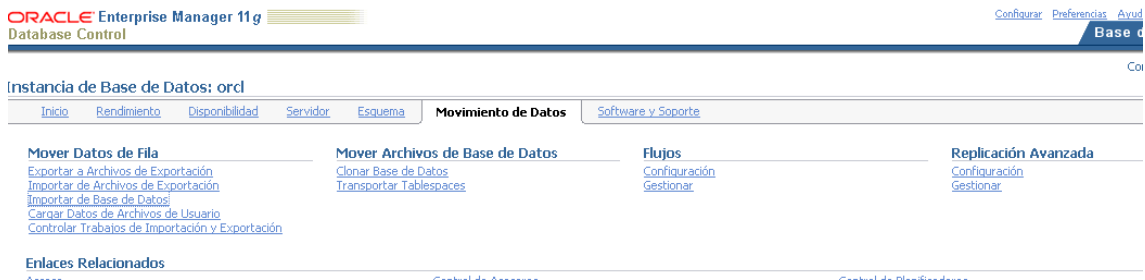 ORACLE Enterprise Manager 11g
Configurar Preferencias Ayud
Database Control
Base d
Co
Instancia de Base de Datos: orcl
Inicio Rendimiento Disponibilidad Servidor Esquema Movimiento de Datos Software y Soporte
Mover Datos de Fila
Exportar a Archivos de Exportación
Importar de Archivos de Exportación
Importar de Base de Datos
Cargar Datos de Archivos de Usuario
Controlar Trabajos de Importación y Exportación
Mover Archivos de Base de Datos
Clonar Base de Datos
Transportar Tablespaces
Flujos
Configuración
Gestionar
Replicación Avanzada
Configuración
Gestionar
Enlaces Relacionados